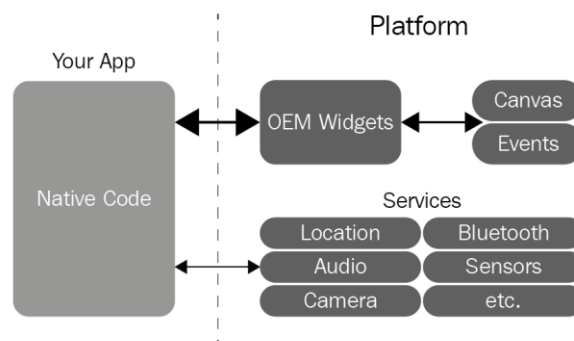 Platform
Your App
Native Code
OEM Widgets
Canvas
Events
Services
Location
Bluetooth
Audio
Sensors
Camera
etc.